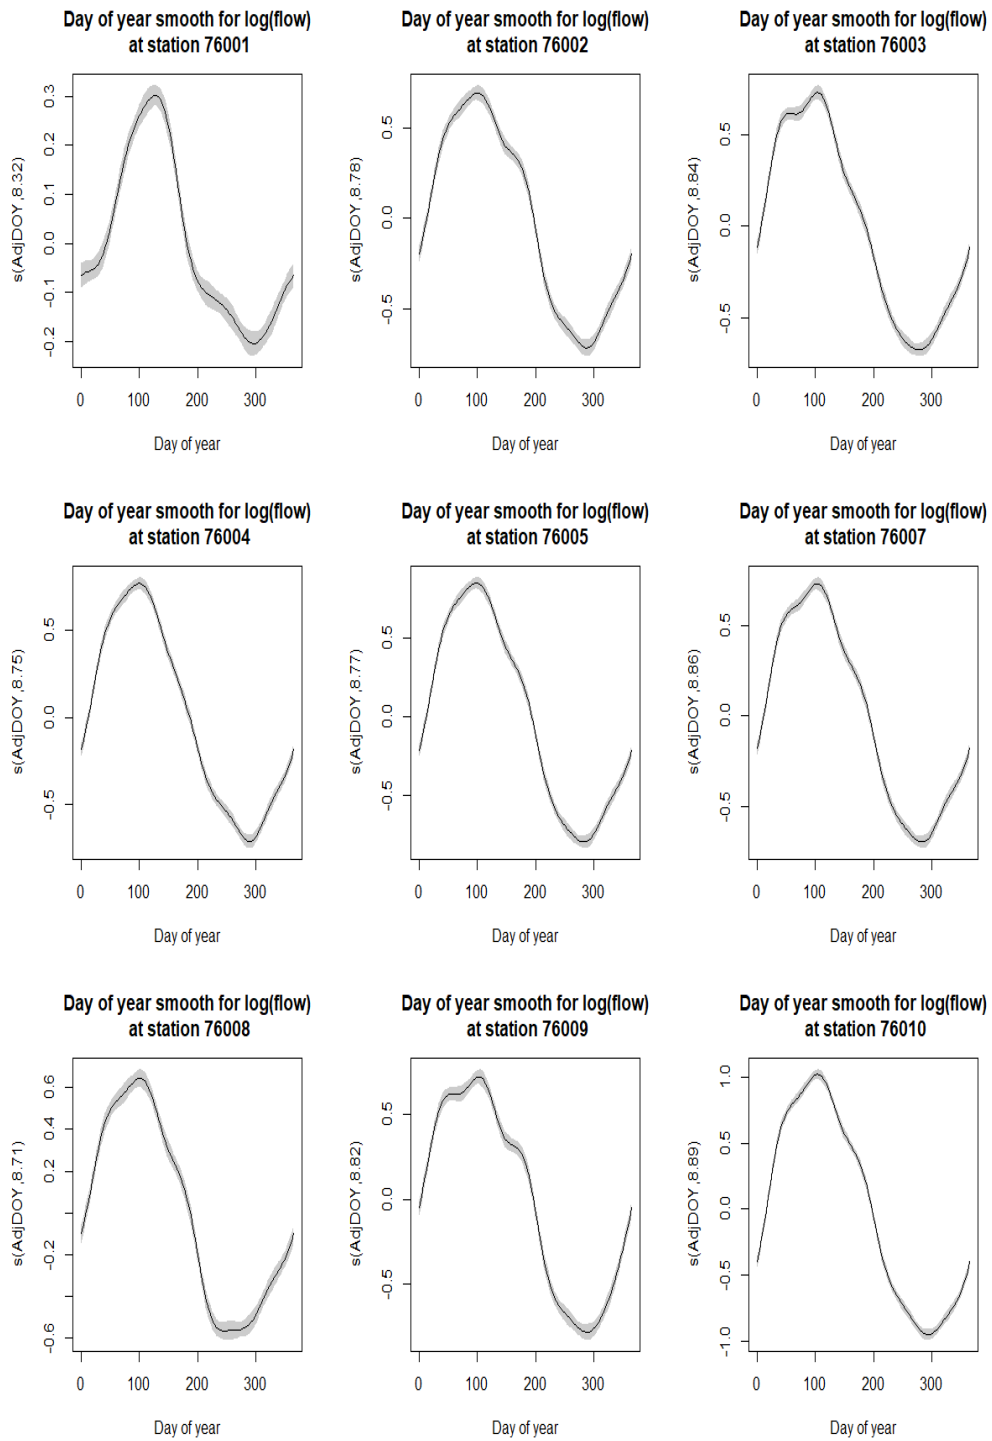 Day of year smooth for log(flow)
at station 76001
s(AdjDOY,8.32)
0.3
0.2
0.1
0.0
-0.1
-0.2
0 100 200 300
Day of year
Day of year smooth for log(flow)
at station 76002
s(AdjDOY,8.78)
0.5
0.0
-0.5
0 100 200 300
Day of year
Day of year smooth for log(flow)
at station 76003
s(AdjDOY,8.84)
0.5
0.0
-0.5
0 100 200 300
Day of year
Day of year smooth for log(flow)
at station 76004
s(AdjDOY,8.75)
0.5
0.0
-0.5
0 100 200 300
Day of year
Day of year smooth for log(flow)
at station 76005
s(AdjDOY,8.77)
0.5
0.0
-0.5
0 100 200 300
Day of year
Day of year smooth for log(flow)
at station 76007
s(AdjDOY,8.86)
0.5
0.0
-0.5
0 100 200 300
Day of year
Day of year smooth for log(flow)
at station 76008
s(AdjDOY,8.71)
0.6
0.4
0.2
-0.2
-0.6
0 100 200 300
Day of year
Day of year smooth for log(flow)
at station 76009
s(AdjDOY,8.82)
0.5
0.0
-0.5
0 100 200 300
Day of year
Day of year smooth for log(flow)
at station 76010
s(AdjDOY,8.89)
1.0
0.5
0.0
-0.5
-1.0
0 100 200 300
Day of year